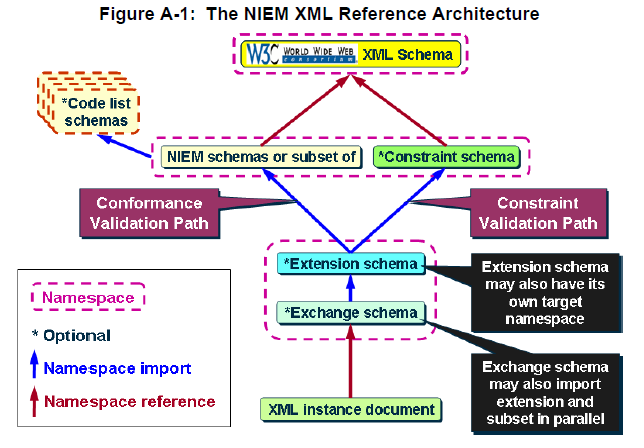 Figure A-1: The NIEM XML Reference Architecture
W3C WORLD WIDE WEB consortium XML Schema
*Code list
schemas
NIEM schemas or subset of
*Constraint schema
Conformance
Validation Path
Constraint
Validation Path
*Extension schema
Extension schema
may also have its
own target
namespace
*Exchange schema
Exchange schema
may also import
extension and
subset in parallel
XML instance document
Namespace
* Optional
Namespace import
Namespace reference